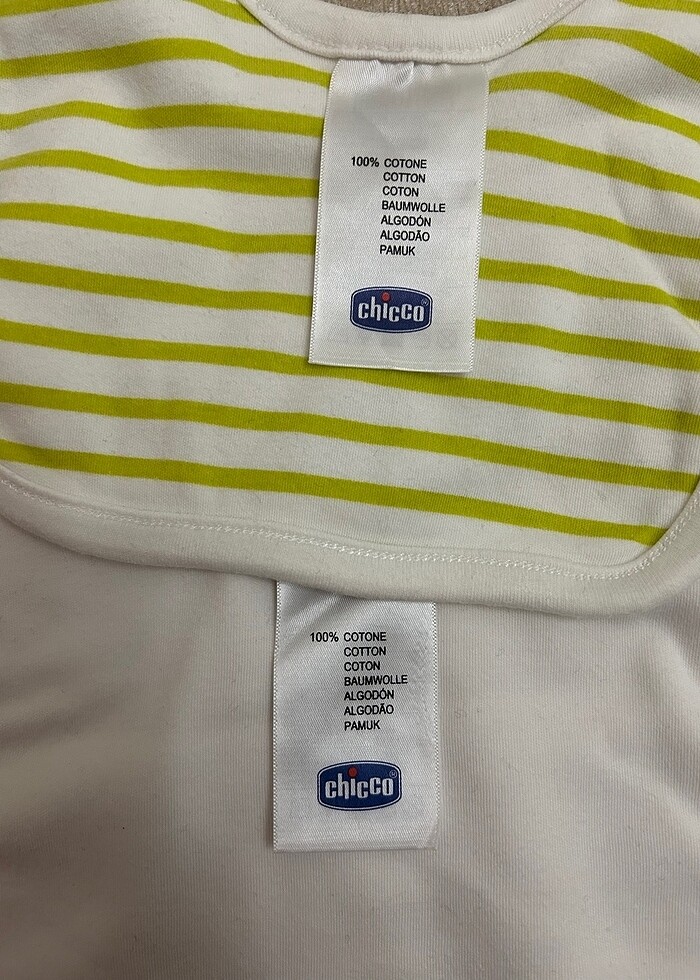 100% COTONE
COTTON
COTON
BAUMWOLLE
ALGODÓN
ALGODÃO
PAMUK
chicco®
100% COTONE
COTTON
COTON
BAUMWOLLE
ALGODÓN
ALGODÃO
PAMUK
chicco®